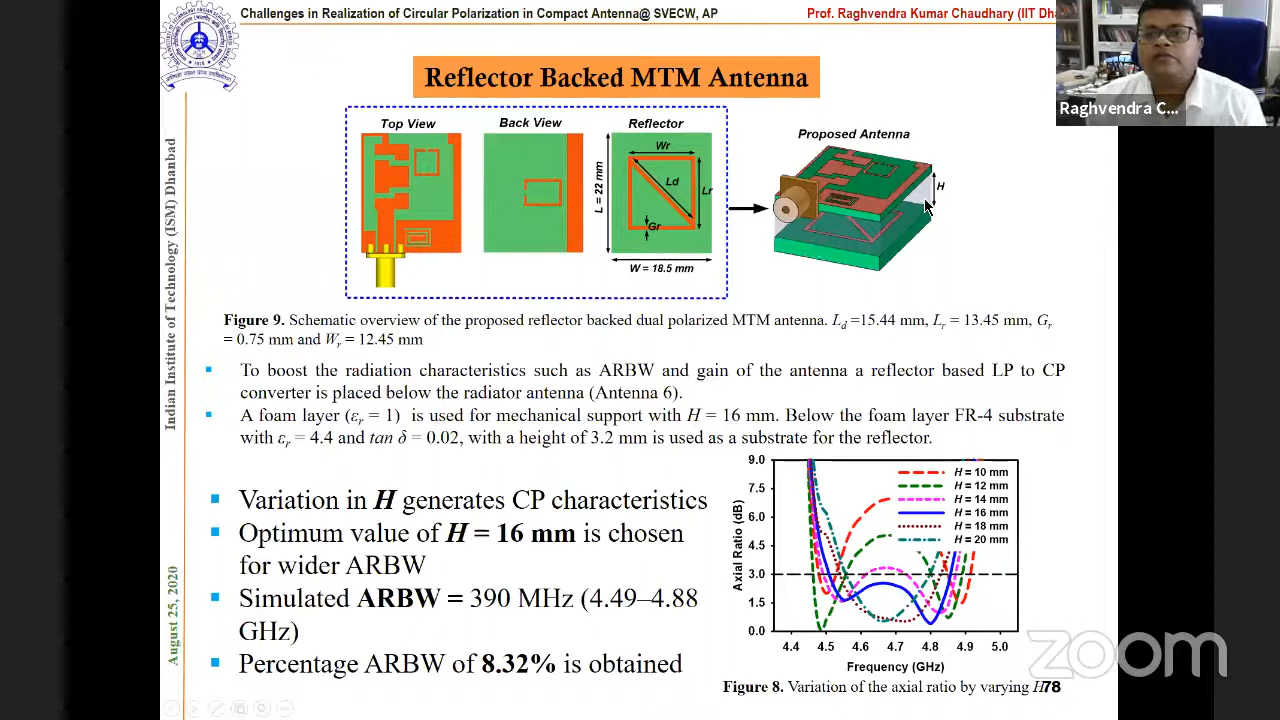 Challenges in Realization of Circular Polarization in Compact Antenna@ SVECW, AP
Prof. Raghvendra Kumar Chaudhary (IIT Dha
Raghvendra C...
Indian Institute of Technology (ISM) Dhanbad
August 25, 2020
Reflector Backed MTM Antenna
Top View
Back View
Reflector
Proposed Antenna
Wr
Ld
Lr
Gr
L = 22 mm
W = 18.5 mm
H
Figure 9. Schematic overview of the proposed reflector backed dual polarized MTM antenna. Ld =15.44 mm, Lr = 13.45 mm, Gr
= 0.75 mm and Wr = 12.45 mm
▪ To boost the radiation characteristics such as ARBW and gain of the antenna a reflector based LP to CP
converter is placed below the radiator antenna (Antenna 6).
▪ A foam layer (εr = 1) is used for mechanical support with H = 16 mm. Below the foam layer FR-4 substrate
with εr = 4.4 and tan δ = 0.02, with a height of 3.2 mm is used as a substrate for the reflector.
▪ Variation in H generates CP characteristics
▪ Optimum value of H = 16 mm is chosen
for wider ARBW
▪ Simulated ARBW = 390 MHz (4.49–4.88
GHz)
▪ Percentage ARBW of 8.32% is obtained
Axial Ratio (dB)
9.0
7.5
6.0
4.5
3.0
1.5
0.0
H = 10 mm
H = 12 mm
H = 14 mm
H = 16 mm
H = 18 mm
H = 20 mm
4.4 4.5 4.6 4.7 4.8 4.9 5.0
Frequency (GHz)
Figure 8. Variation of the axial ratio by varying H
78
zoom